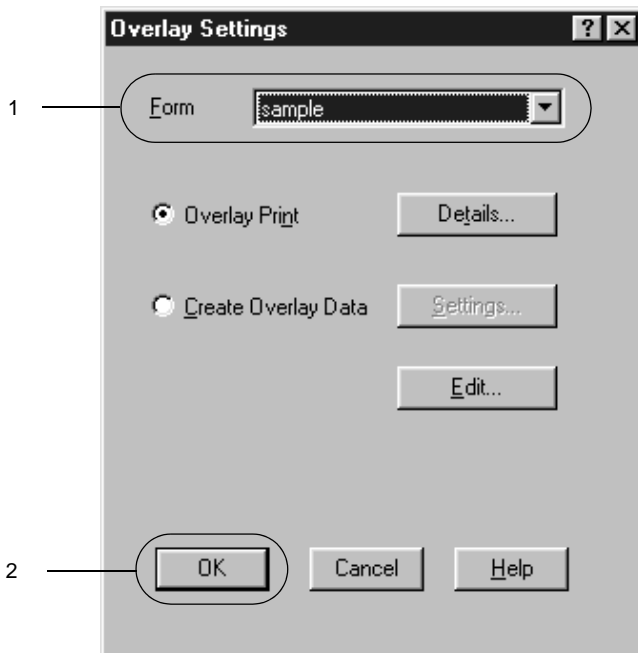 Overlay Settings
1
Form sample
Overlay Print Details...
Create Overlay Data Settings...
Edit...
2
OK Cancel Help